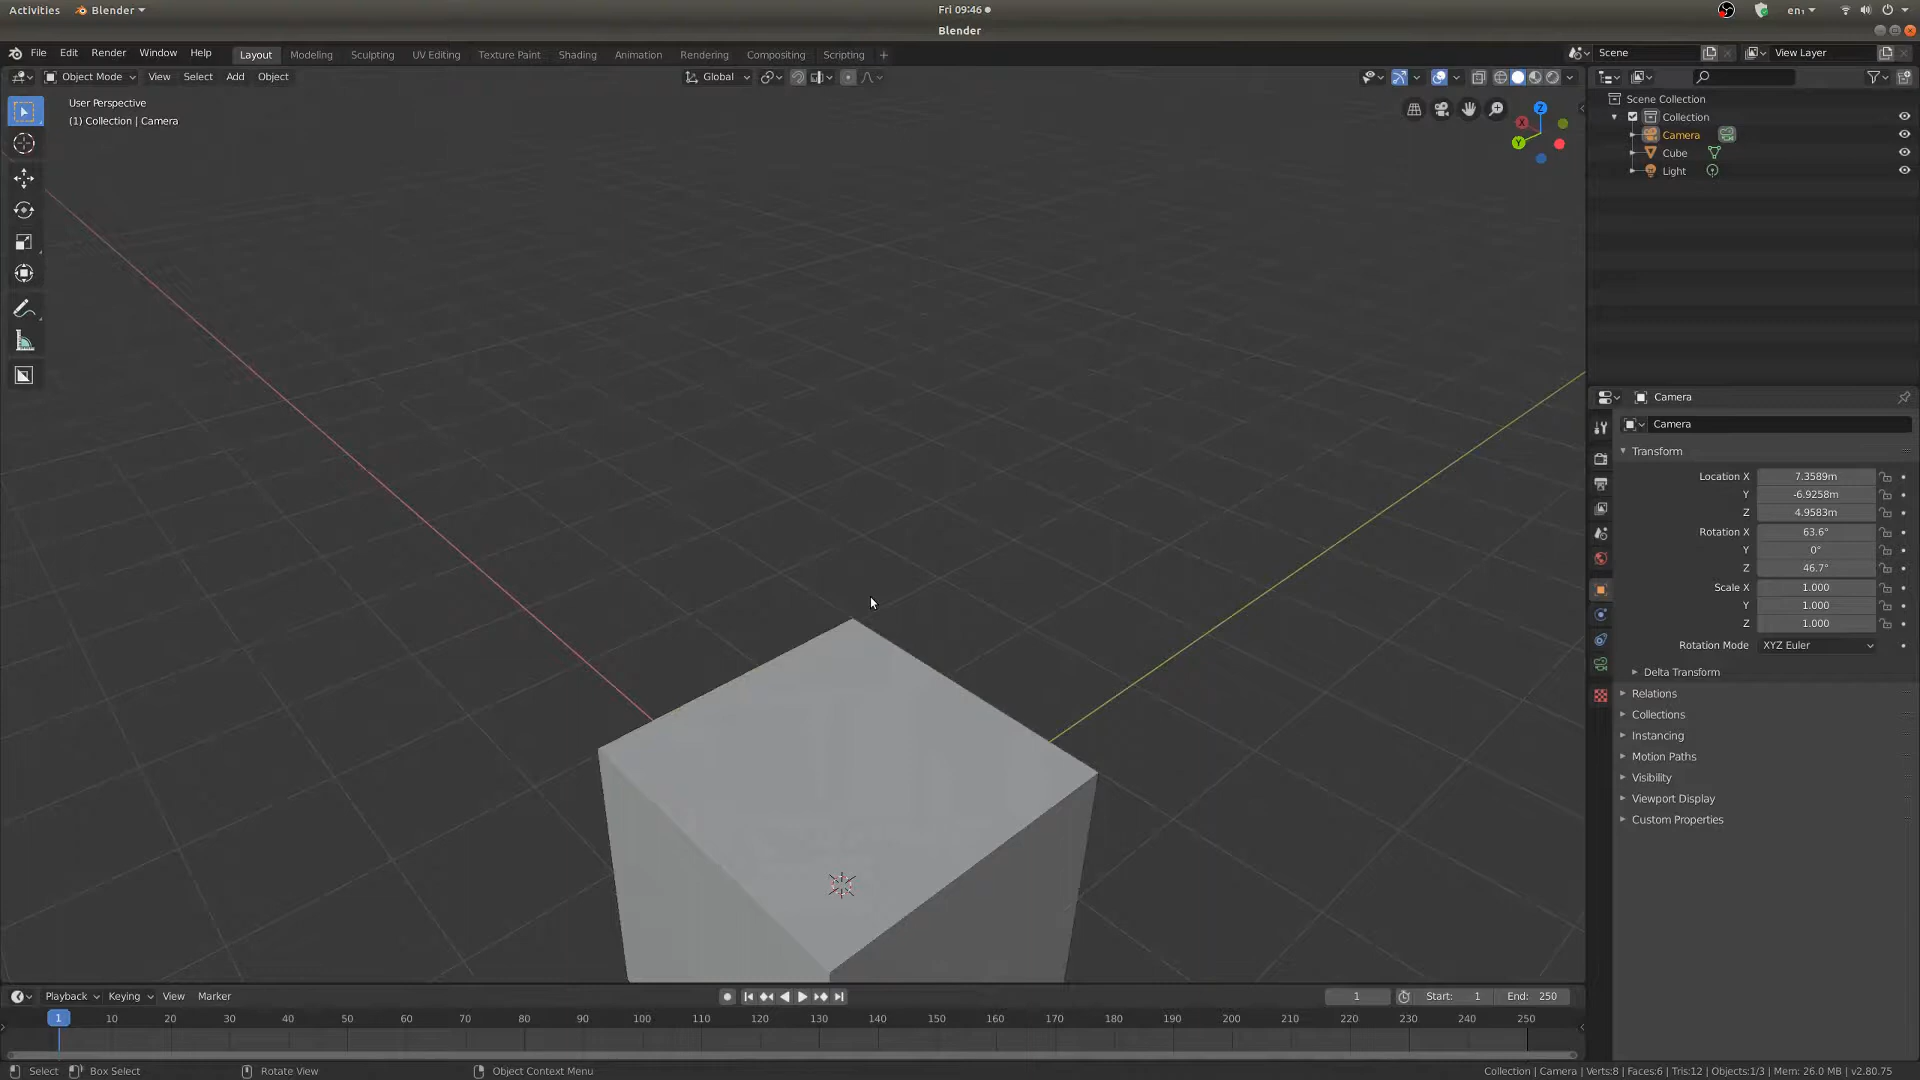 Activities Blender Fri 09:46 en₁
Blender
File Edit Render Window Help Layout Modeling Sculpting UV Editing Texture Paint Shading Animation Rendering Compositing Scripting + Scene View Layer
Object Mode View Select Add Object Global
User Perspective
(1) Collection | Camera
Z
X
Y
Scene Collection
Collection
Camera
Cube
Light
Camera
Camera
Transform
Location X 7.3589m
Y -6.9258m
Z 4.9583m
Rotation X 63.6°
Y 0°
Z 46.7°
Scale X 1.000
Y 1.000
Z 1.000
Rotation Mode XYZ Euler
Delta Transform
Relations
Collections
Instancing
Motion Paths
Visibility
Viewport Display
Custom Properties
Playback Keying View Marker 1 Start: 1 End: 250
1 10 20 30 40 50 60 70 80 90 100 110 120 130 140 150 160 170 180 190 200 210 220 230 240 250
Select Box Select Rotate View Object Context Menu Collection | Camera | Verts:8 | Faces:6 | Tris:12 | Objects:1/3 | Mem: 26.0 MB | v2.80.75